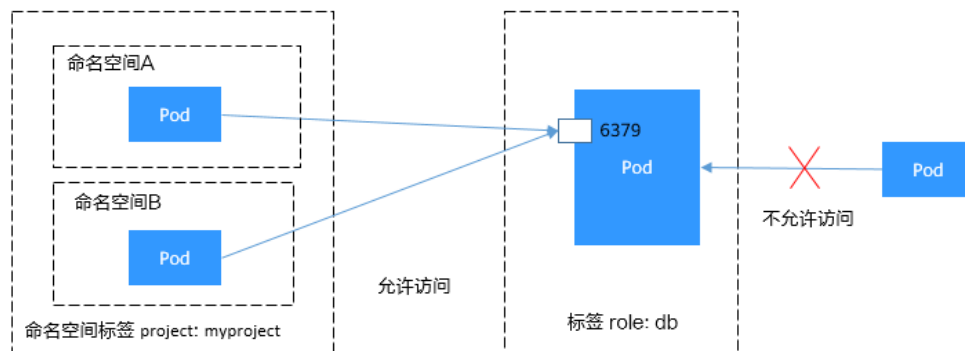 命名空间A
Pod
命名空间B
Pod
命名空间标签 project: myproject
允许访问
6379
Pod
标签 role: db
Pod
不允许访问